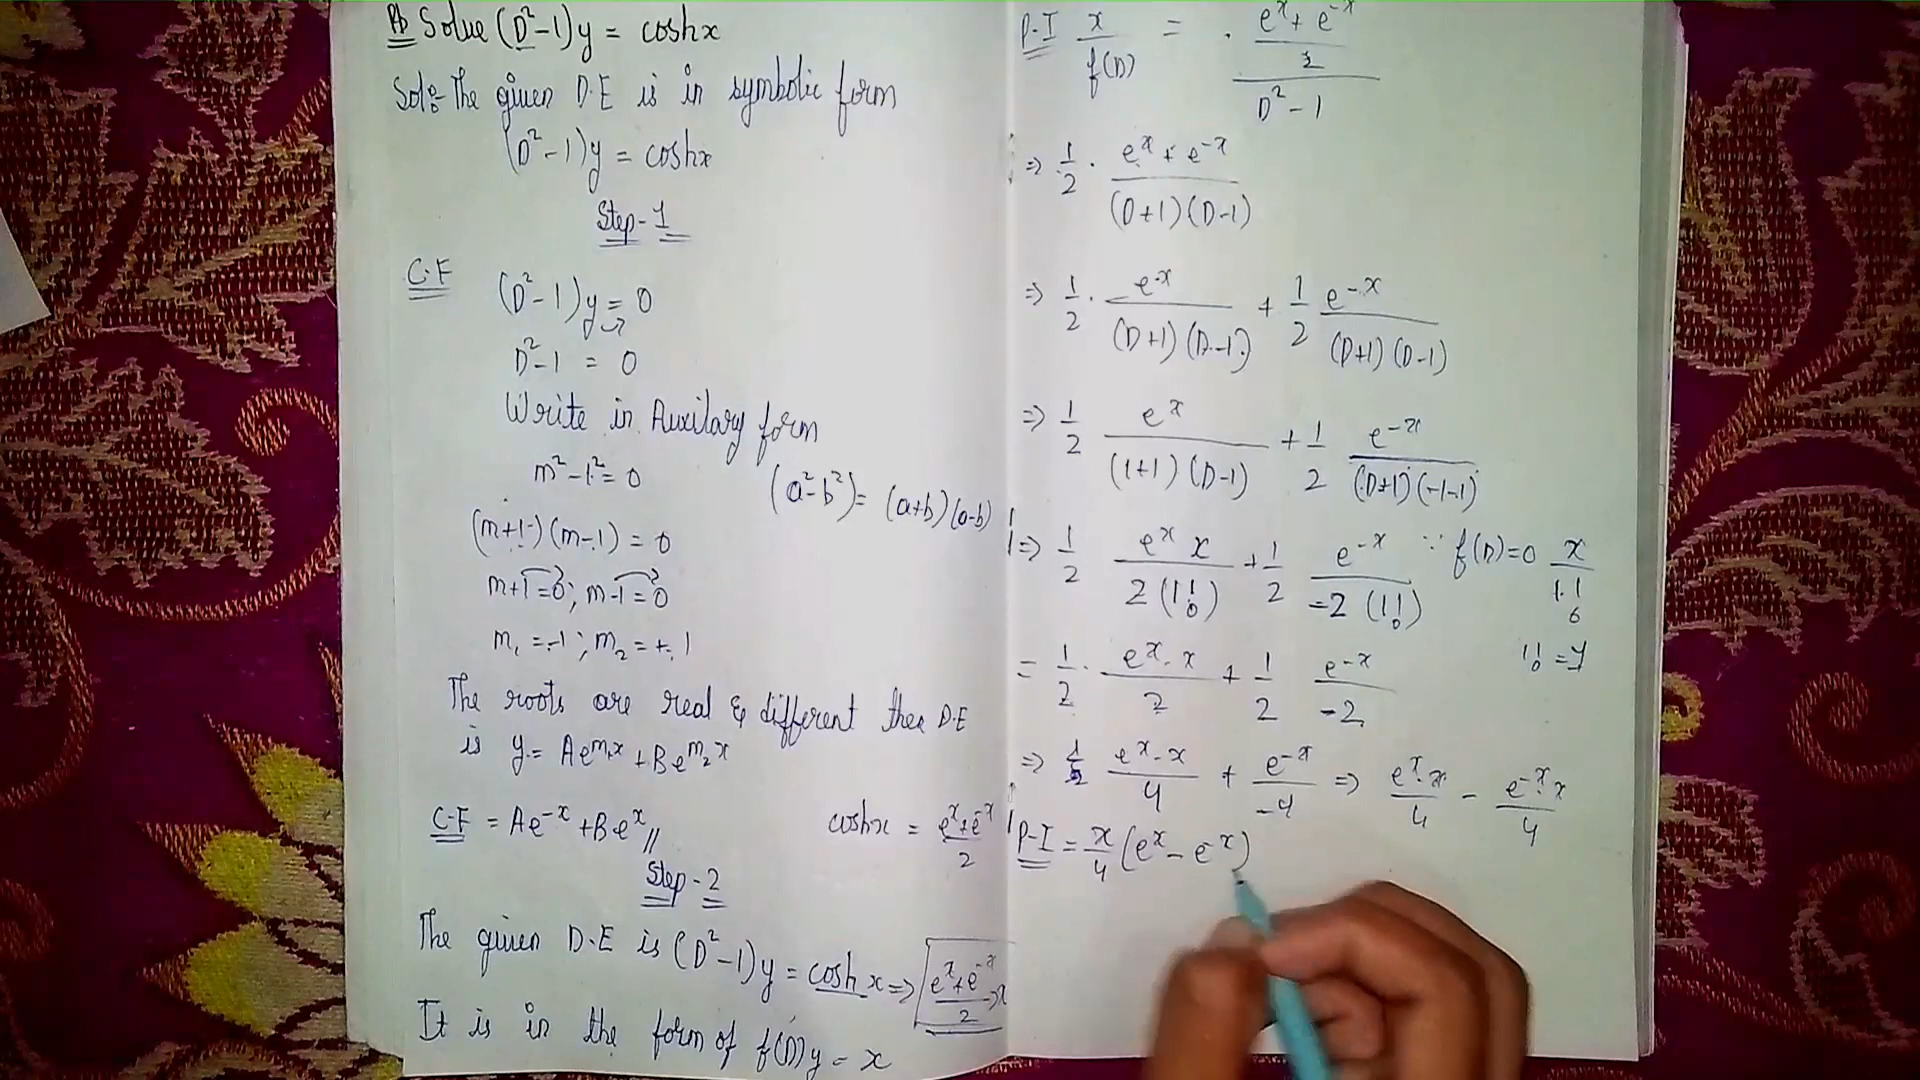 Pb Solve (D²-1)y = coshx
Sol:- The given D.E is in symbolic form
(D²-1)y = coshx
Step-1
C.F
(D²-1)y = 0
D²-1 = 0
Write in Auxilary form
m²-1² = 0
(a²-b²) = (a+b)(a-b)
(m+1)(m-1) = 0
m+1=0; m-1=0
m₁ = -1; m₂ = +1
The roots are real & different then D.E
is y = Ae^m₁x + Be^m₂x
C.F = Ae^-x + Be^x //
coshx = (e^x+e^-x)/2
Step-2
The given D.E is (D²-1)y = cosh x => (e^x+e^-x)/2 => x
It is in the form of f(D)y = x
P.I x/f(D) = ((e^x+e^-x)/2)/(D²-1)
=> 1/2 . (e^x+e^-x)/((D+1)(D-1))
=> 1/2 . e^x/((D+1)(D-1)) + 1/2 e^-x/((D+1)(D-1))
=> 1/2 e^x/((1+1)(D-1)) + 1/2 e^-x/((D+1)(-1-1))
=> 1/2 e^x x/(2(1!)) + 1/2 e^-x/(-2(1!)) ∵ f(D)=0 x/1!
= 1/2 . e^x.x/2 + 1/2 e^-x/-2
=> e^x.x/4 + e^-x/-4 => e^x.x/4 - e^-x.x/4
P.I = x/4 (e^x - e^-x)